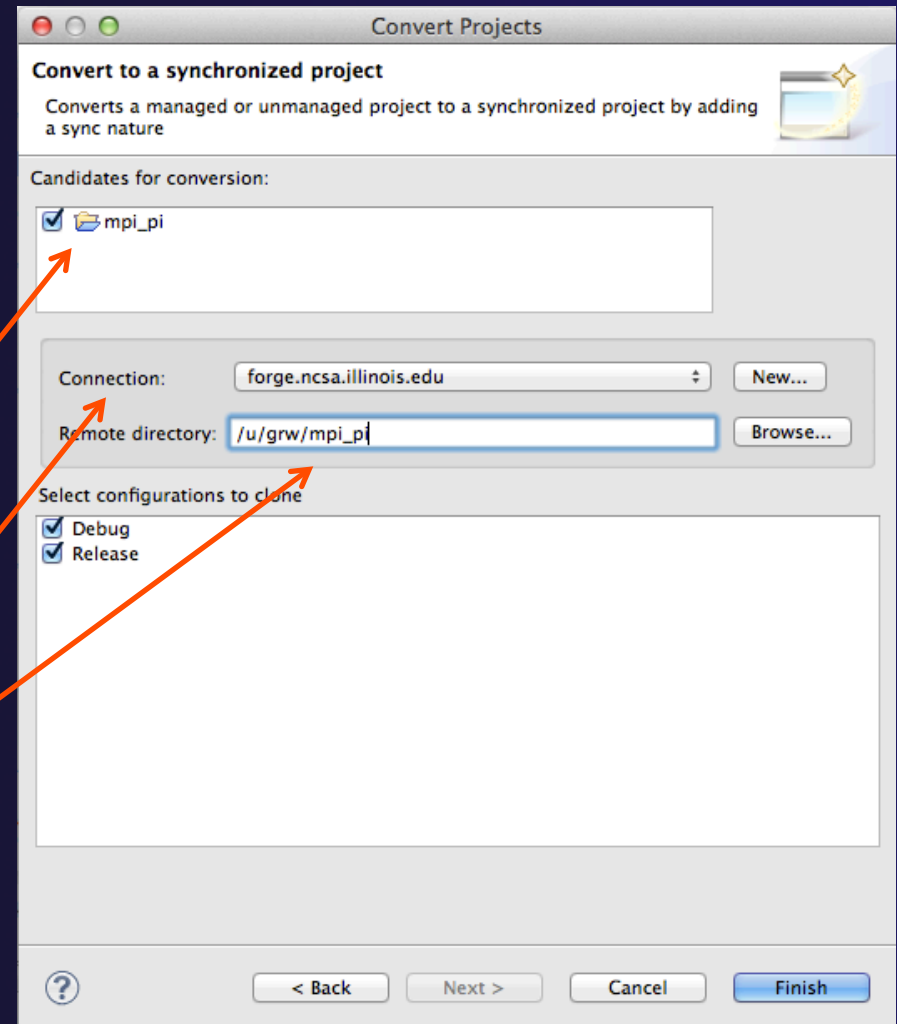 Convert Projects
Convert to a synchronized project
Converts a managed or unmanaged project to a synchronized project by adding
a sync nature
Candidates for conversion:
mpi_pi
Connection:
forge.ncsa.illinois.edu
New...
Remote directory:
/u/grw/mpi_pi
Browse...
Select configurations to clone
Debug
Release
?
< Back
Next >
Cancel
Finish